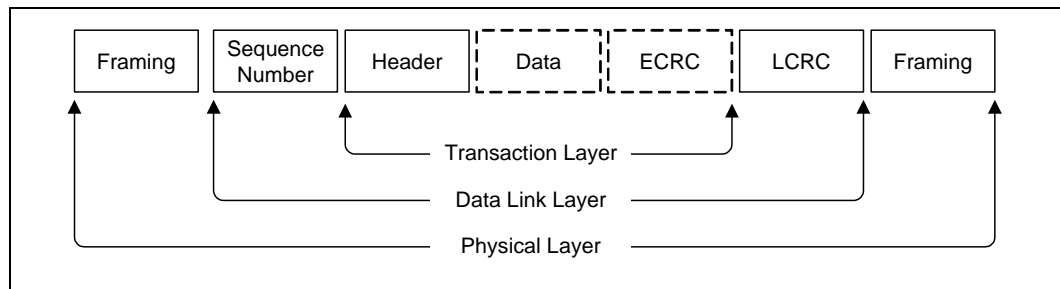 Framing
Sequence
Number
Header
Data
ECRC
LCRC
Framing
Transaction Layer
Data Link Layer
Physical Layer